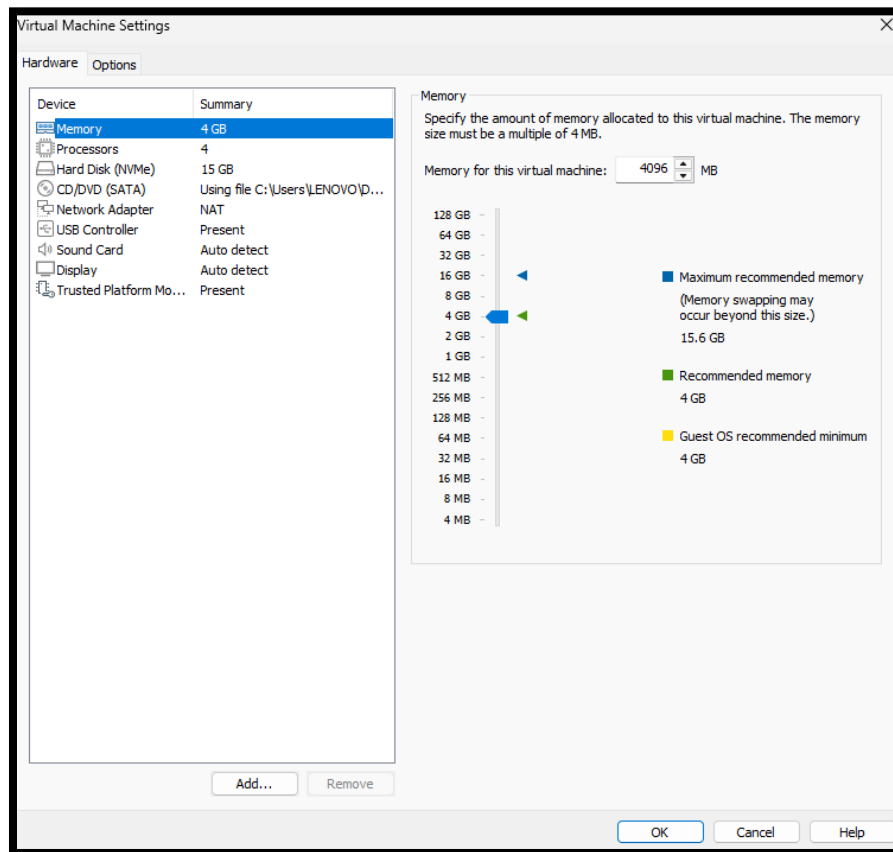 Virtual Machine Settings
Hardware
Options
Device Summary
Memory 4 GB
Processors 4
Hard Disk (NVMe) 15 GB
CD/DVD (SATA) Using file C:\Users\LENOVO\D...
Network Adapter NAT
USB Controller Present
Sound Card Auto detect
Display Auto detect
Trusted Platform Mo... Present
Add...
Remove
Memory
Specify the amount of memory allocated to this virtual machine. The memory
size must be a multiple of 4 MB.
Memory for this virtual machine: 4096 MB
128 GB
64 GB
32 GB
16 GB
8 GB
4 GB
2 GB
1 GB
512 MB
256 MB
128 MB
64 MB
32 MB
16 MB
8 MB
4 MB
Maximum recommended memory
(Memory swapping may
occur beyond this size.)
15.6 GB
Recommended memory
4 GB
Guest OS recommended minimum
4 GB
OK
Cancel
Help